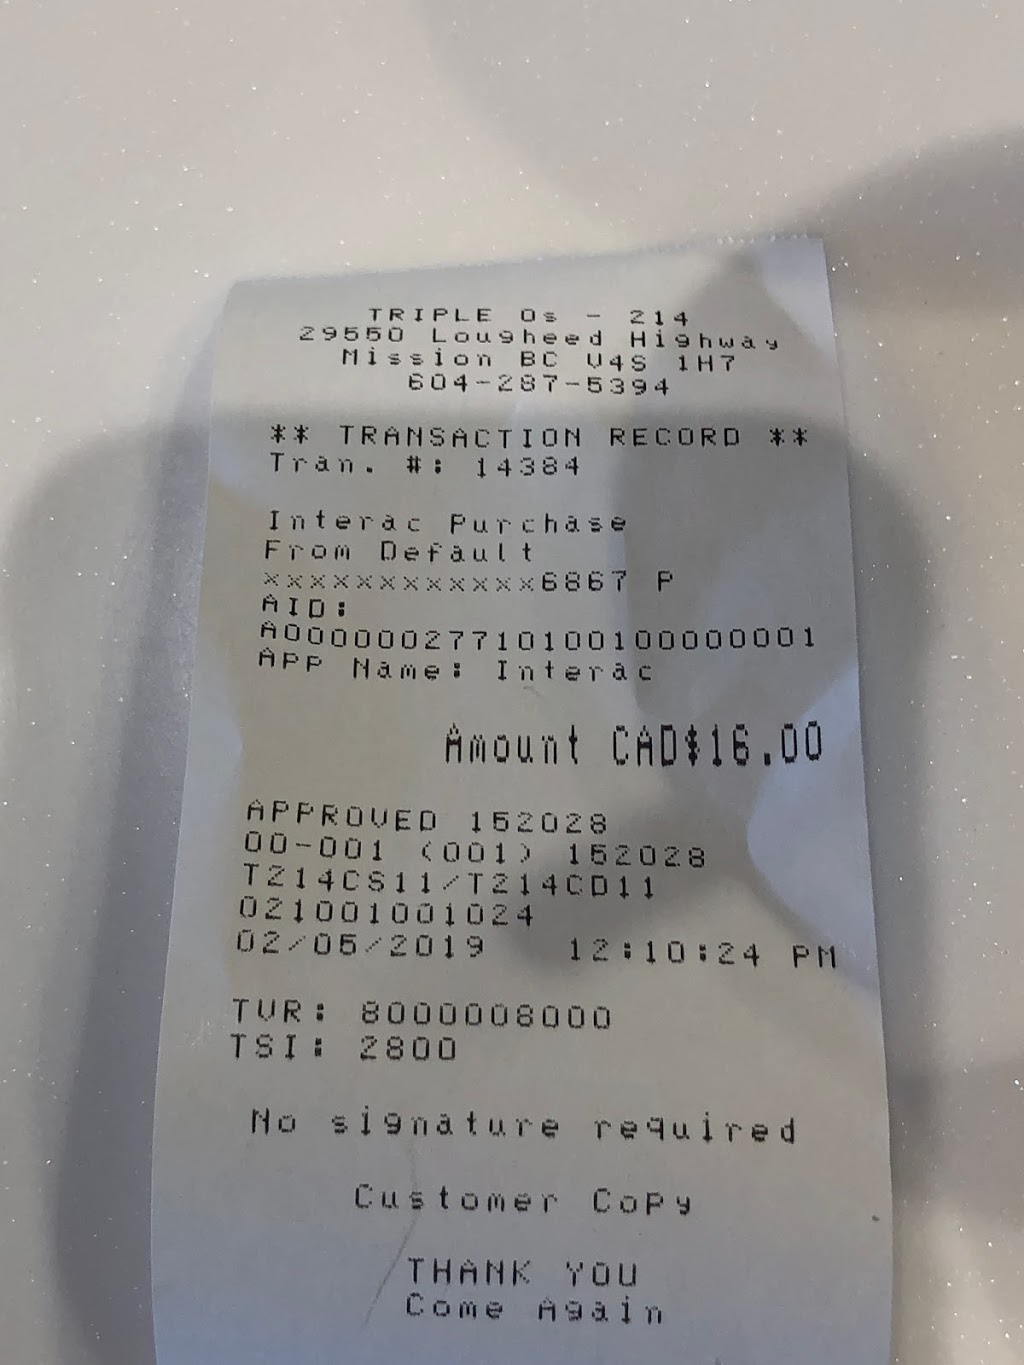 TRIPLE Os - 214
29550 Lougheed Highway
Mission BC V4S 1H7
604-287-5394
** TRANSACTION RECORD **
Tran. #: 14384
Interac Purchase
From Default
xxxxxxxxxxxx6867 P
AID:
A00000027710100100000001
APP Name: Interac
Amount CAD$16.00
APPROVED 152028
00-001 (001) 152028
T214CS11/T214CD11
021001001024
02/05/2019 12:10:24 PM
TVR: 8000008000
TSI: 2800
No signature required
Customer Copy
THANK YOU
Come Again